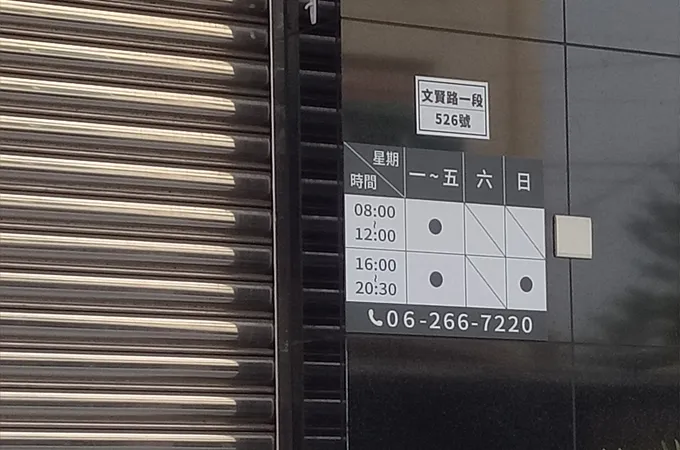 文賢路一段
526號
星期
時間
一~五 六 日
08:00
~
12:00
●
16:00
~
20:30
● ●
06-266-7220